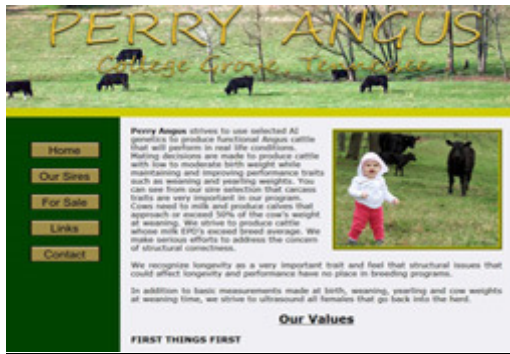 PERRY ANGUS
College Grove, Tennessee
Home
Our Sires
For Sale
Links
Contact
Perry Angus strives to use selected AI
genetics to produce functional Angus cattle
that will perform in real life conditions.
Mating decisions are made to produce cattle
with low to moderate birth weight while
maintaining and improving performance traits
such as weaning and yearling weights. You
can see from our sire selection that carcass
traits are very important in our program.
Cows need to milk and produce calves that
approach or exceed 50% of the cow's weight
at weaning. We strive to produce cattle
whose milk EPD's exceed breed average. We
make serious efforts to address the concern
of structural correctness.
We recognize longevity as a very important trait and feel that structural issues that
could affect longevity and performance have no place in breeding programs.
In addition to basic measurements made at birth, weaning, yearling and cow weights
at weaning time, we strive to ultrasound all females that go back into the herd.
Our Values
FIRST THINGS FIRST